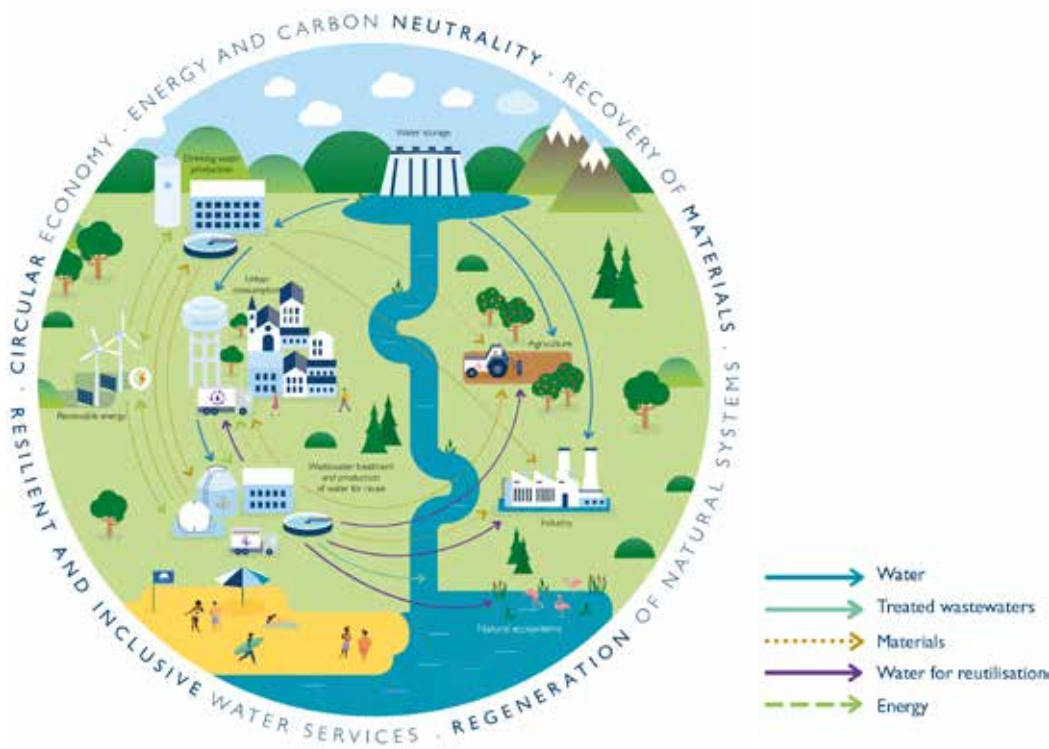 . CIRCULAR ECONOMY . ENERGY AND CARBON NEUTRALITY . RECOVERY OF MATERIALS .
RESILIENT AND INCLUSIVE WATER SERVICES . REGENERATION OF NATURAL SYSTEMS
Water storage
Drinking water
production
Urban
consumption
Agriculture
Renewable energy
Wastewater treatment
and production
of water for reuse
Industry
Natural ecosystems
Water
Treated wastewaters
Materials
Water for reutilisation
Energy